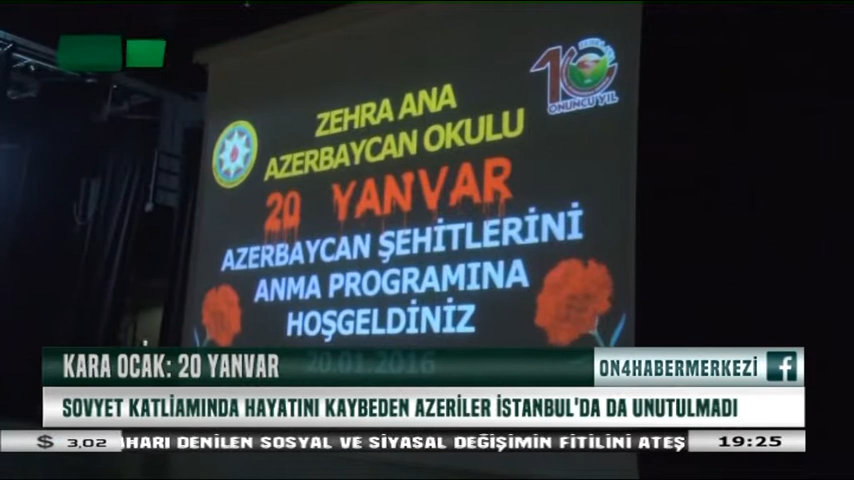 10
ONUNCU YIL
ZEHRA ANA
AZERBAYCAN OKULU
20 YANVAR
AZERBAYCAN ŞEHİTLERİNİ
ANMA PROGRAMINA
HOŞGELDİNİZ
20.01.2016
KARA OCAK: 20 YANVAR
ON4HABERMERKEZİ f
SOVYET KATLİAMINDA HAYATINI KAYBEDEN AZERİLER İSTANBUL'DA DA UNUTULMADI
$ 3,02 AHARI DENİLEN SOSYAL VE SİYASAL DEĞİŞİMİN FİTİLİNİ ATEŞ 19:25